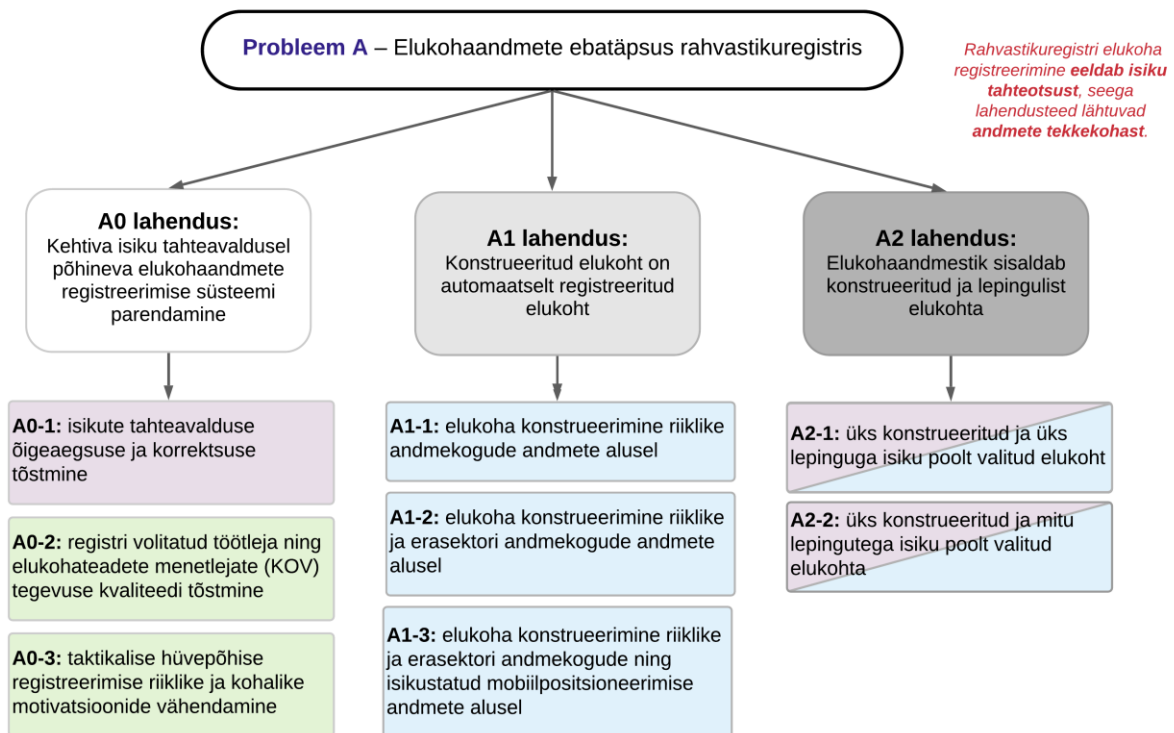 Probleem A – Elukohaandmete ebatäpsus rahvastikuregistris
Rahvastikuregistri elukoha
registreerimine eeldab isiku
tahteotsust, seega
lahendusteed lähtuvad
andmete tekkekohast.
A0 lahendus:
Kehtiva isiku tahteavaldusel
põhineva elukohaandmete
registreerimise süsteemi
parendamine
A1 lahendus:
Konstrueeritud elukoht on
automaatselt registreeritud
elukoht
A2 lahendus:
Elukohaandmestik sisaldab
konstrueeritud ja lepingulist
elukohta
A0-1: isikute tahteavalduse
õigeaegsuse ja korrektsuse
tõstmine
A0-2: registri volitatud töötleja ning
elukohateadete menetlejate (KOV)
tegevuse kvaliteedi tõstmine
A0-3: taktikalise hüvepõhise
registreerimise riiklike ja kohalike
motivatsioonide vähendamine
A1-1: elukoha konstrueerimine riiklike
andmekogude andmete alusel
A1-2: elukoha konstrueerimine riiklike
ja erasektori andmekogude andmete
alusel
A1-3: elukoha konstrueerimine riiklike
ja erasektori andmekogude ning
isikustatud mobiilpositsioneerimise
andmete alusel
A2-1: üks konstrueeritud ja üks
lepinguga isiku poolt valitud elukoht
A2-2: üks konstrueeritud ja mitu
lepingutega isiku poolt valitud
elukohta